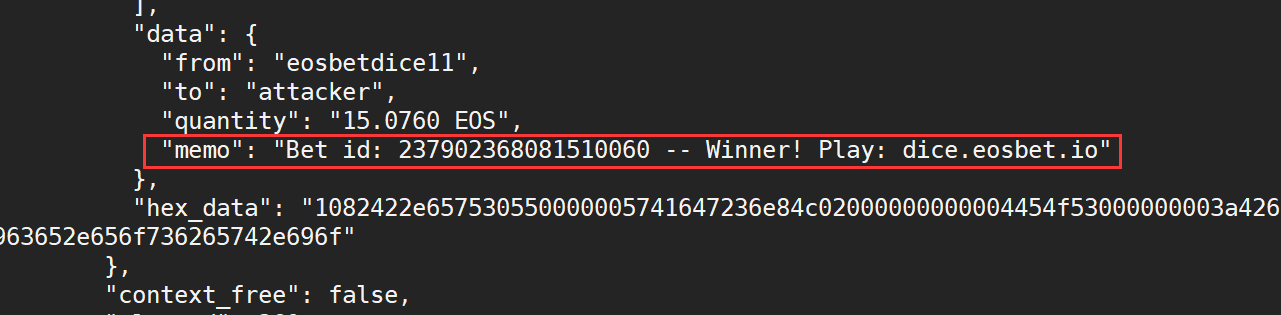 ],
"data": {
"from": "eosbetdice11",
"to": "attacker",
"quantity": "15.0760 EOS",
"memo": "Bet id: 237902368081510060 -- Winner! Play: dice.eosbet.io"
},
"hex_data": "1082422e657530550000005741647236e84c02000000000004454f53000000003a426
963652e656f736265742e696f"
},
"context_free": false,